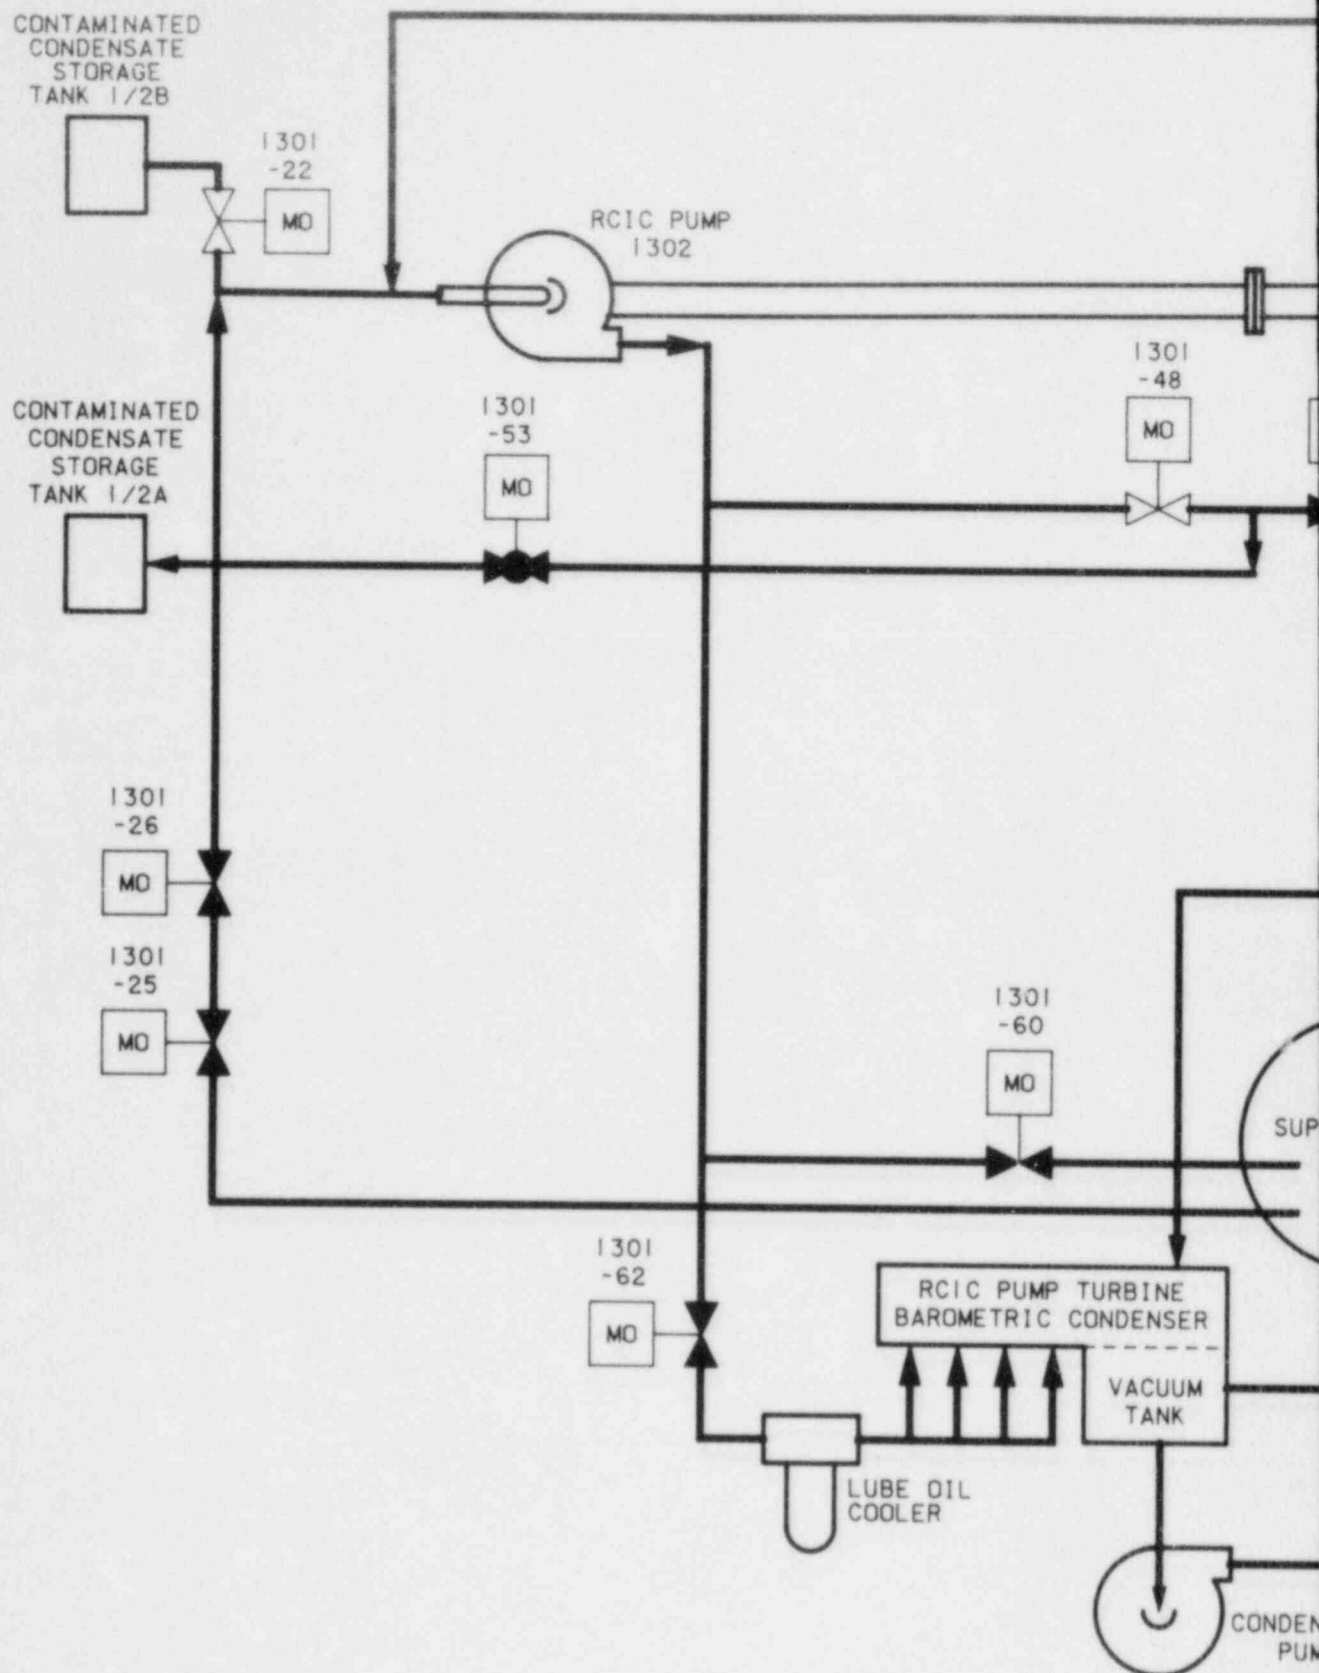 CONTAMINATED
CONDENSATE
STORAGE
TANK 1/2B
1301
-22
MO
RCIC PUMP
1302
1301
-48
MO
CONTAMINATED
CONDENSATE
STORAGE
TANK 1/2A
1301
-53
MO
1301
-26
MO
1301
-25
MO
1301
-60
MO
SUP
1301
-62
MO
RCIC PUMP TURBINE
BAROMETRIC CONDENSER
VACUUM
TANK
LUBE OIL
COOLER
CONDEN
PUM